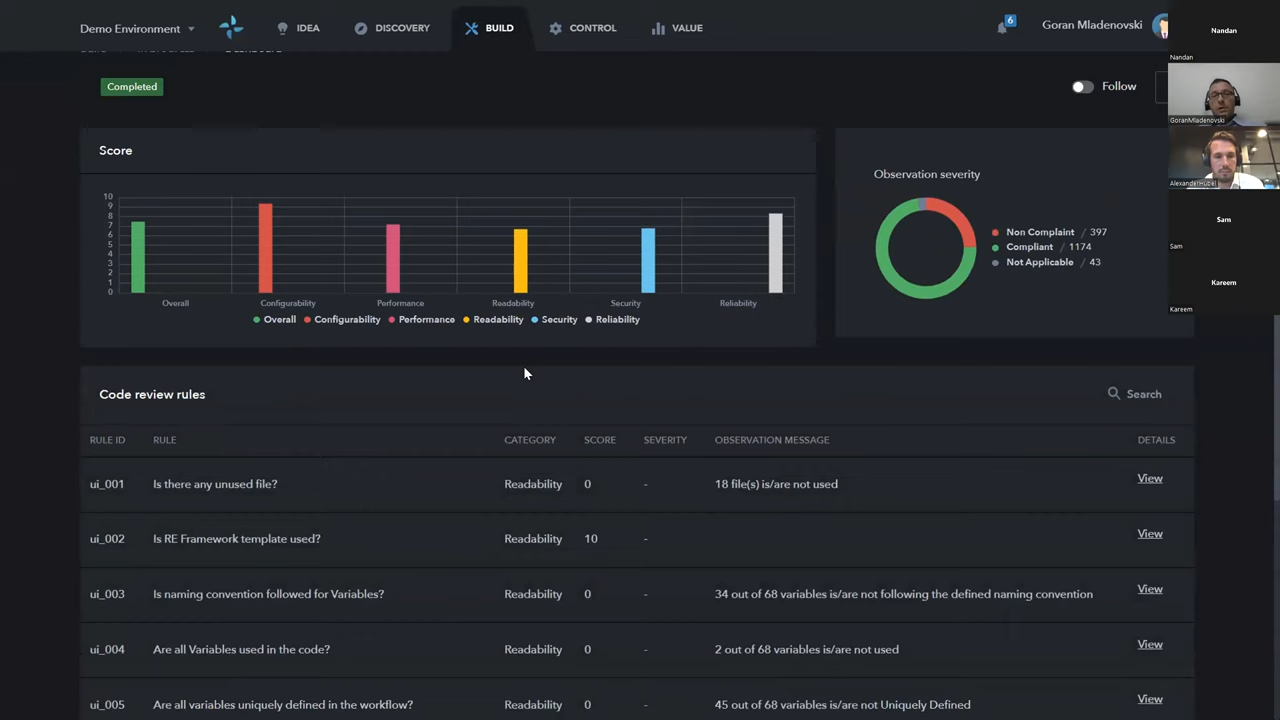 Demo Environment
IDEA
DISCOVERY
BUILD
CONTROL
VALUE
6
Goran Mladenovski
Nandan
Nandan
Completed
Follow
GoranMladenovski
Score
Observation severity
AlexanderHübel
10
9
8
7
6
5
4
3
2
1
0
Overall Configurability Performance Readability Security Reliability
Overall Configurability Performance Readability Security Reliability
Non Complaint / 397
Compliant / 1174
Not Applicable / 43
Sam
Sam
Kareem
Kareem
Code review rules
Search
RULE ID RULE CATEGORY SCORE SEVERITY OBSERVATION MESSAGE DETAILS
ui_001 Is there any unused file? Readability 0 - 18 file(s) is/are not used View
ui_002 Is RE Framework template used? Readability 10 - View
ui_003 Is naming convention followed for Variables? Readability 0 - 34 out of 68 variables is/are not following the defined naming convention View
ui_004 Are all Variables used in the code? Readability 0 - 2 out of 68 variables is/are not used View
ui_005 Are all variables uniquely defined in the workflow? Readability 0 - 45 out of 68 variables is/are not Uniquely Defined View